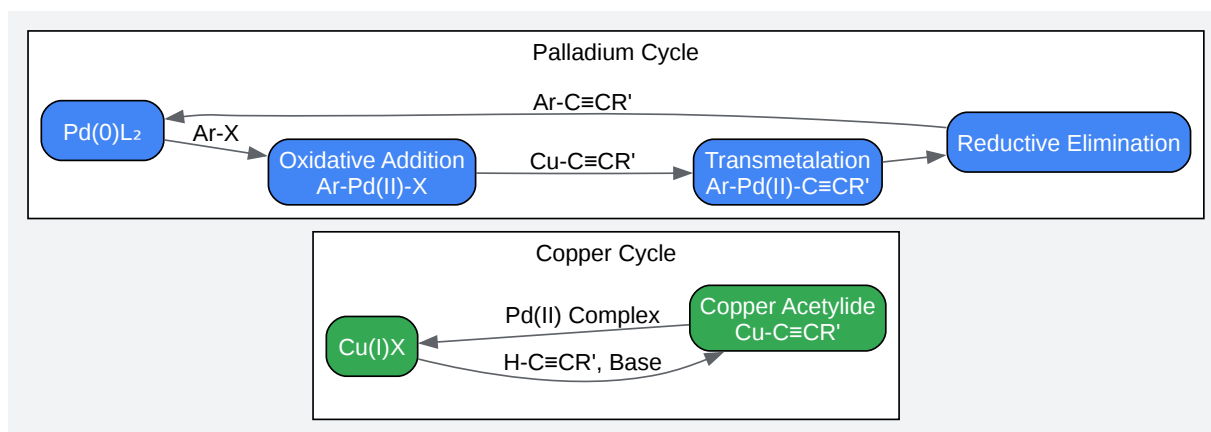 Palladium Cycle
Ar-C≡CR'
Pd(0)L₂
Ar-X
Oxidative Addition
Ar-Pd(II)-X
Cu-C≡CR'
Transmetalation
Ar-Pd(II)-C≡CR'
Reductive Elimination
Copper Cycle
Cu(I)X
Pd(II) Complex
H-C≡CR', Base
Copper Acetylide
Cu-C≡CR'